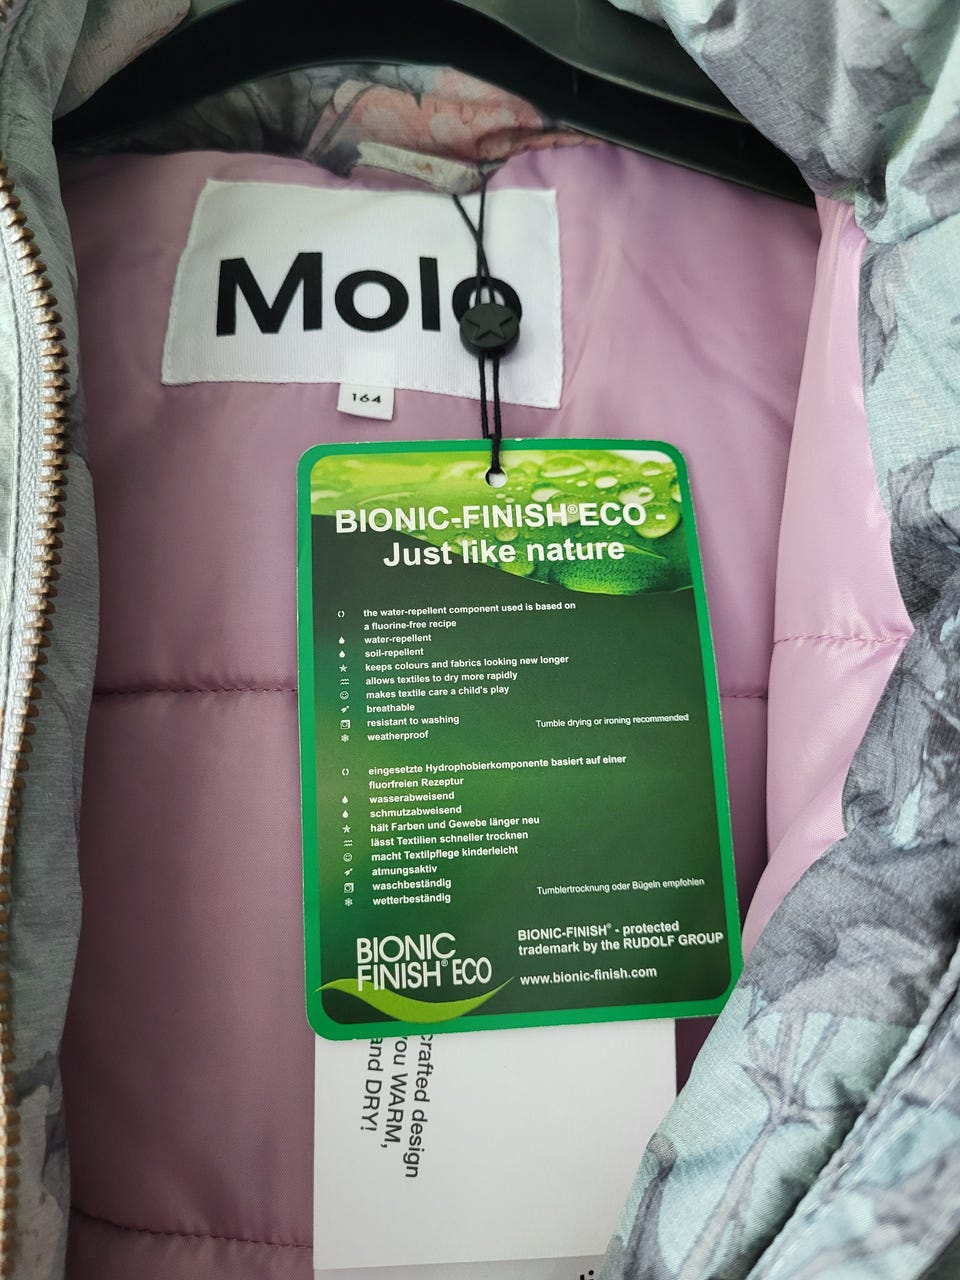 Molo
164
BIONIC-FINISH®ECO -
Just like nature
the water-repellent component used is based on
a fluorine-free recipe
water-repellent
soil-repellent
keeps colours and fabrics looking new longer
allows textiles to dry more rapidly
makes textile care a child's play
breathable
resistant to washing
Tumble drying or ironing recommended
weatherproof
eingesetzte Hydrophobierkomponente basiert auf einer
fluorfreien Rezeptur
wasserabweisend
schmutzabweisend
hält Farben und Gewebe länger neu
lässt Textilien schneller trocknen
macht Textilpflege kinderleicht
atmungsaktiv
waschbeständig
Tumblertrocknung oder Bügeln empfohlen
wetterbeständig
BIONIC
FINISH® ECO
BIONIC-FINISH® - protected
trademark by the RUDOLF GROUP
www.bionic-finish.com
crafted design
you WARM,
and DRY!